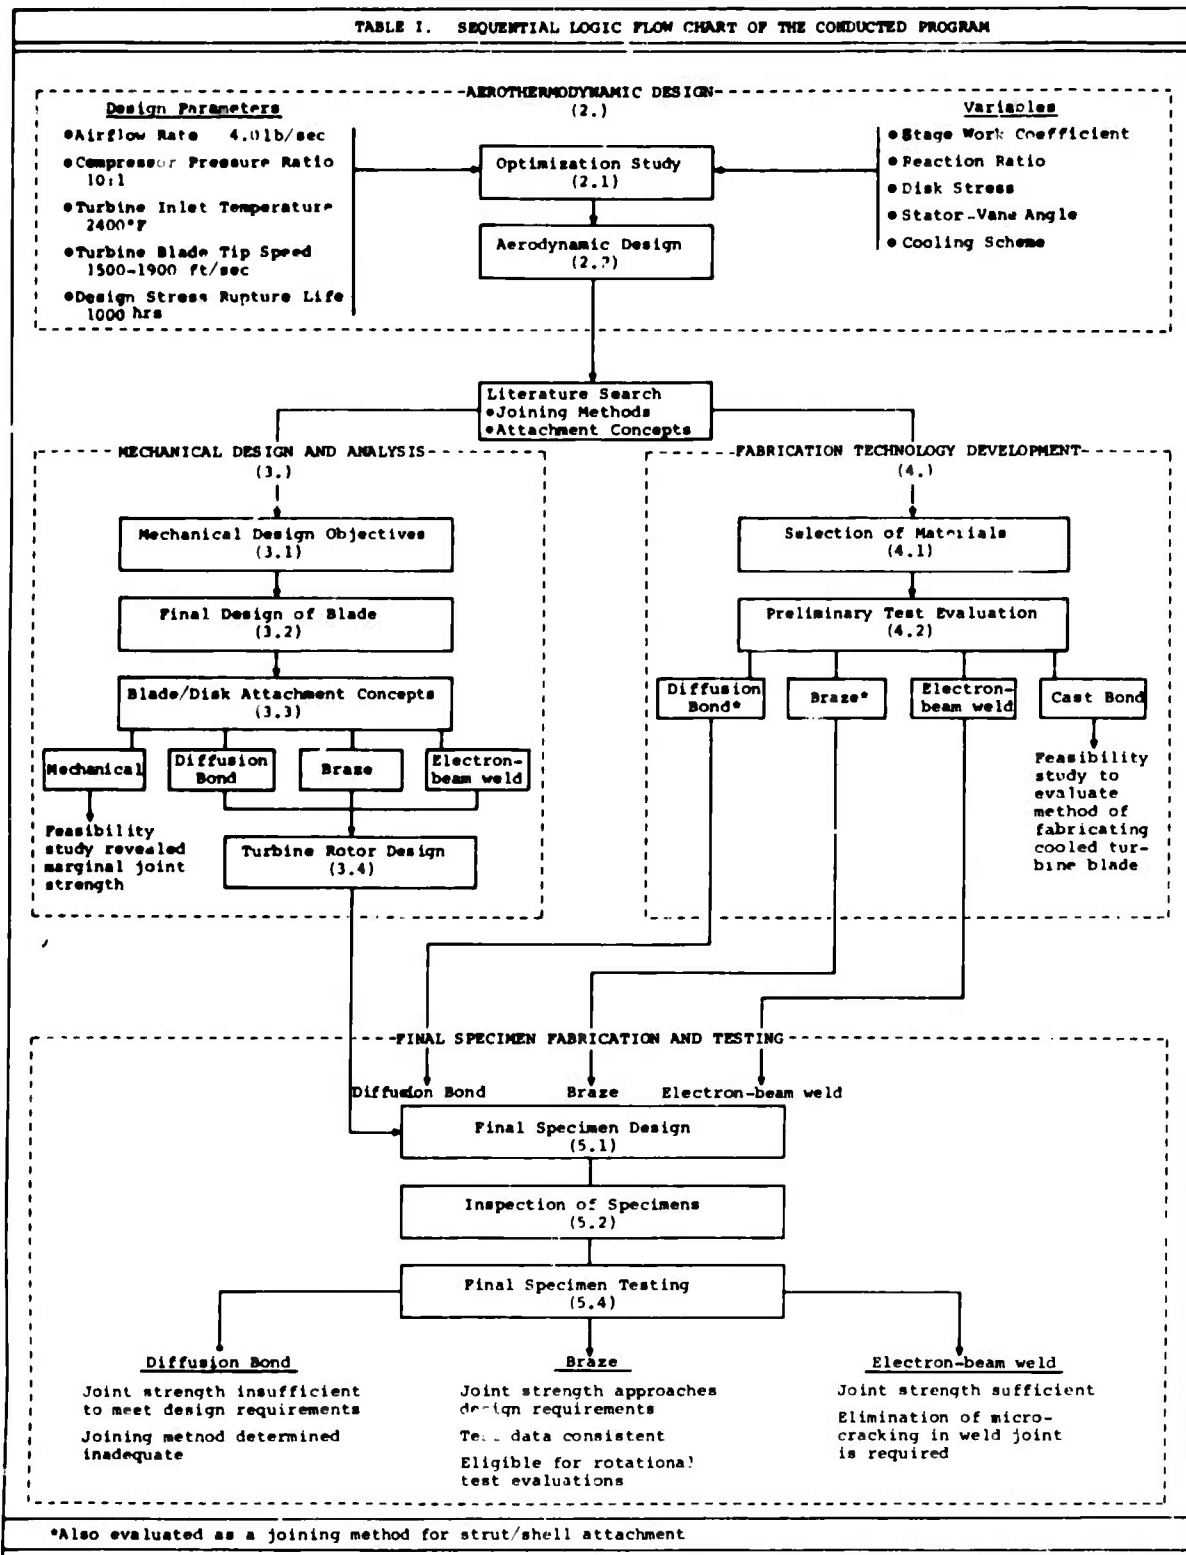 TABLE I. SEQUENTIAL LOGIC FLOW CHART OF THE CONDUCTED PROGRAM
AEROTHERMODYNAMIC DESIGN
(2.)
Design Parameters
•Airflow Rate 4.0lb/sec
•Compressor Pressure Ratio
10:1
•Turbine Inlet Temperature
2400°F
•Turbine Blade Tip Speed
1500-1900 ft/sec
•Design Stress Rupture Life
1000 hrs
Optimization Study
(2.1)
Aerodynamic Design
Variables
•Stage Work Coefficient
•Reaction Ratio
•Disk Stress
•Stator-Vane Angle
•Cooling Scheme
Literature Search
•Joining Methods
•Attachment Concepts
MECHANICAL DESIGN AND ANALYSIS
(3.)
Mechanical Design Objectives
(3.1)
Final Design of Blade
(3.2)
Blade/Disk Attachment Concepts
(3.3)
Mechanical
Diffusion
Bond
Braze
Electron-
beam weld
Feasibility
study revealed
marginal joint
strength
Turbine Rotor Design
(3.4)
FABRICATION TECHNOLOGY DEVELOPMENT
(4.)
Selection of Materials
(4.1)
Preliminary Test Evaluation
(4.2)
Diffusion
Bond*
Braze*
Electron-
beam weld
Cast Bond
Feasibility
study to
evaluate
method of
fabricating
cooled tur-
bine blade
FINAL SPECIMEN FABRICATION AND TESTING
Diffusion Bond Braze Electron-beam weld
Final Specimen Design
(5.1)
Inspection of Specimens
(5.2)
Final Specimen Testing
(5.4)
Diffusion Bond
Joint strength insufficient
to meet design requirements
Joining method determined
inadequate
Braze
Joint strength approaches
design requirements
Test data consistent
Eligible for rotational
test evaluations
Electron-beam weld
Joint strength sufficient
Elimination of micro-
cracking in weld joint
is required
*Also evaluated as a joining method for strut/shell attachment